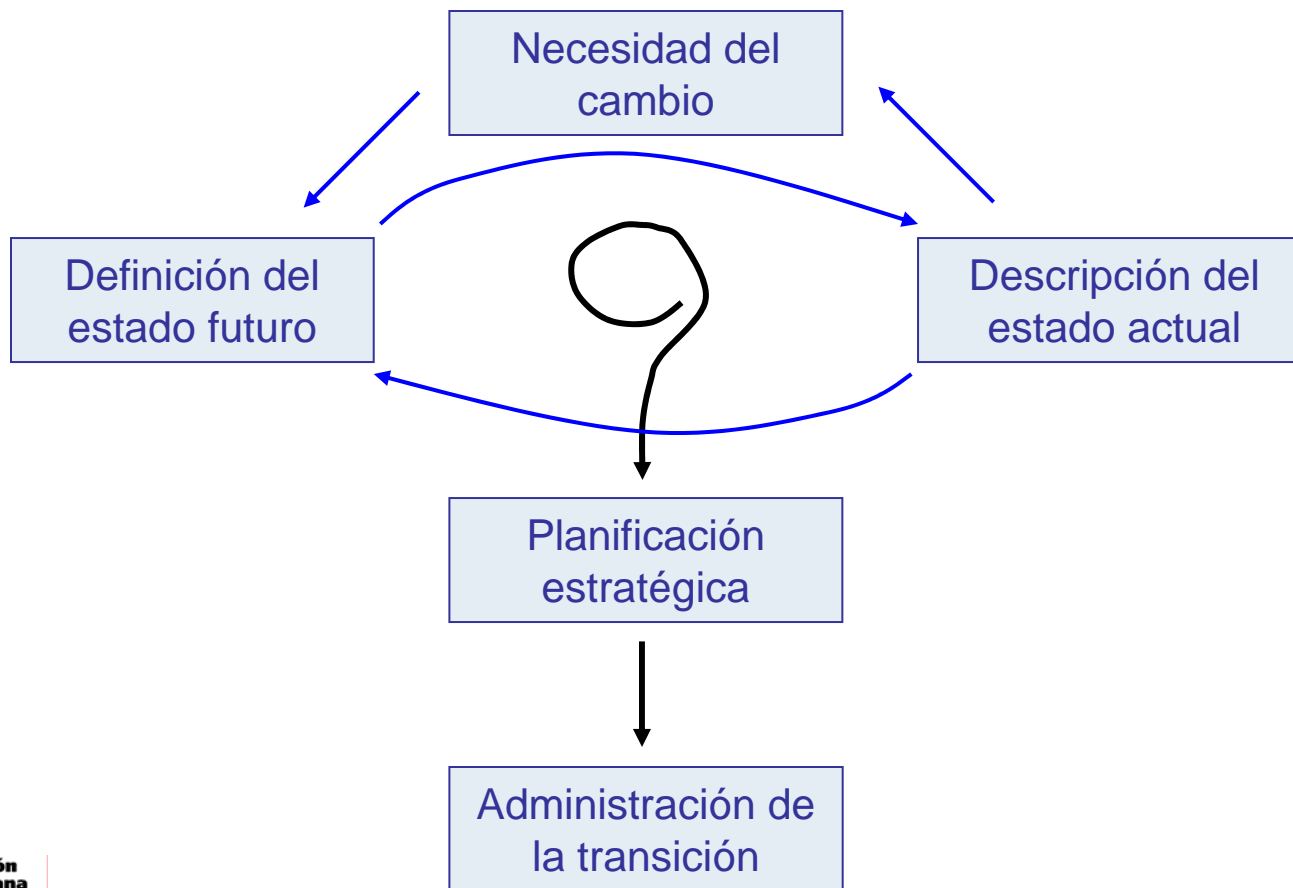 Necesidad del
cambio
Definición del
estado futuro
Descripción del
estado actual
Planificación
estratégica
Administración de
la transición